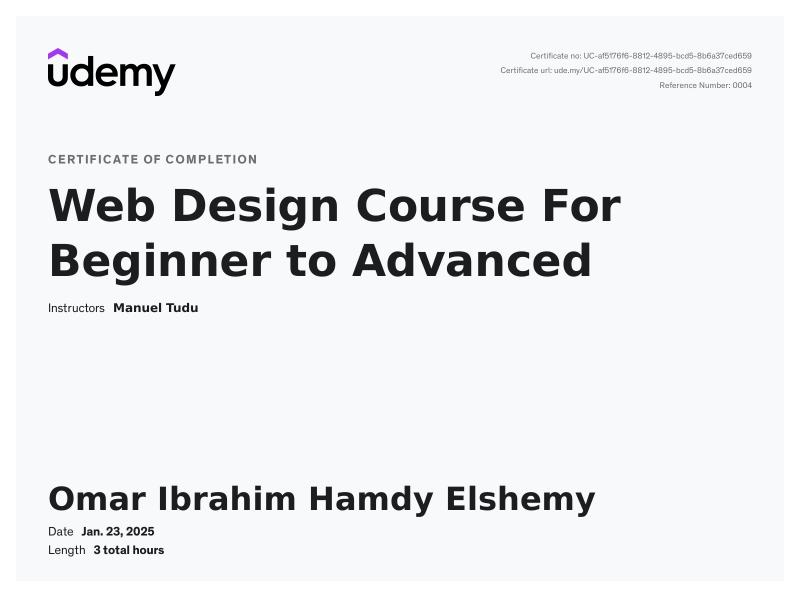 udemy
Certificate no: UC-af5f76f6-8812-4895-bcd5-8b6a37ced659
Certificate url: ude.my/UC-af5f76f6-8812-4895-bcd5-8b6a37ced659
Reference Number: 0004
CERTIFICATE OF COMPLETION
Web Design Course For
Beginner to Advanced
Instructors Manuel Tudu
Omar Ibrahim Hamdy Elshemy
Date Jan. 23, 2025
Length 3 total hours